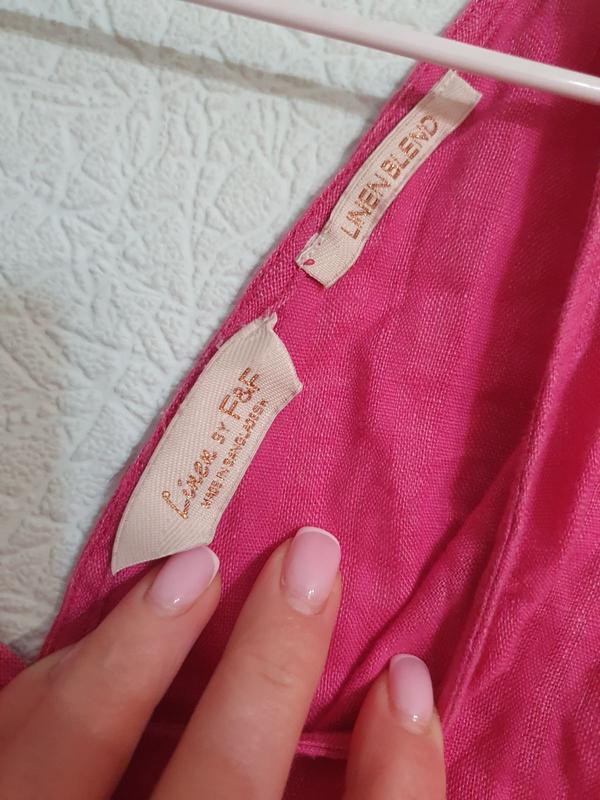 LINEN BLEND
Linen BY F&F
MADE IN BANGLADESH